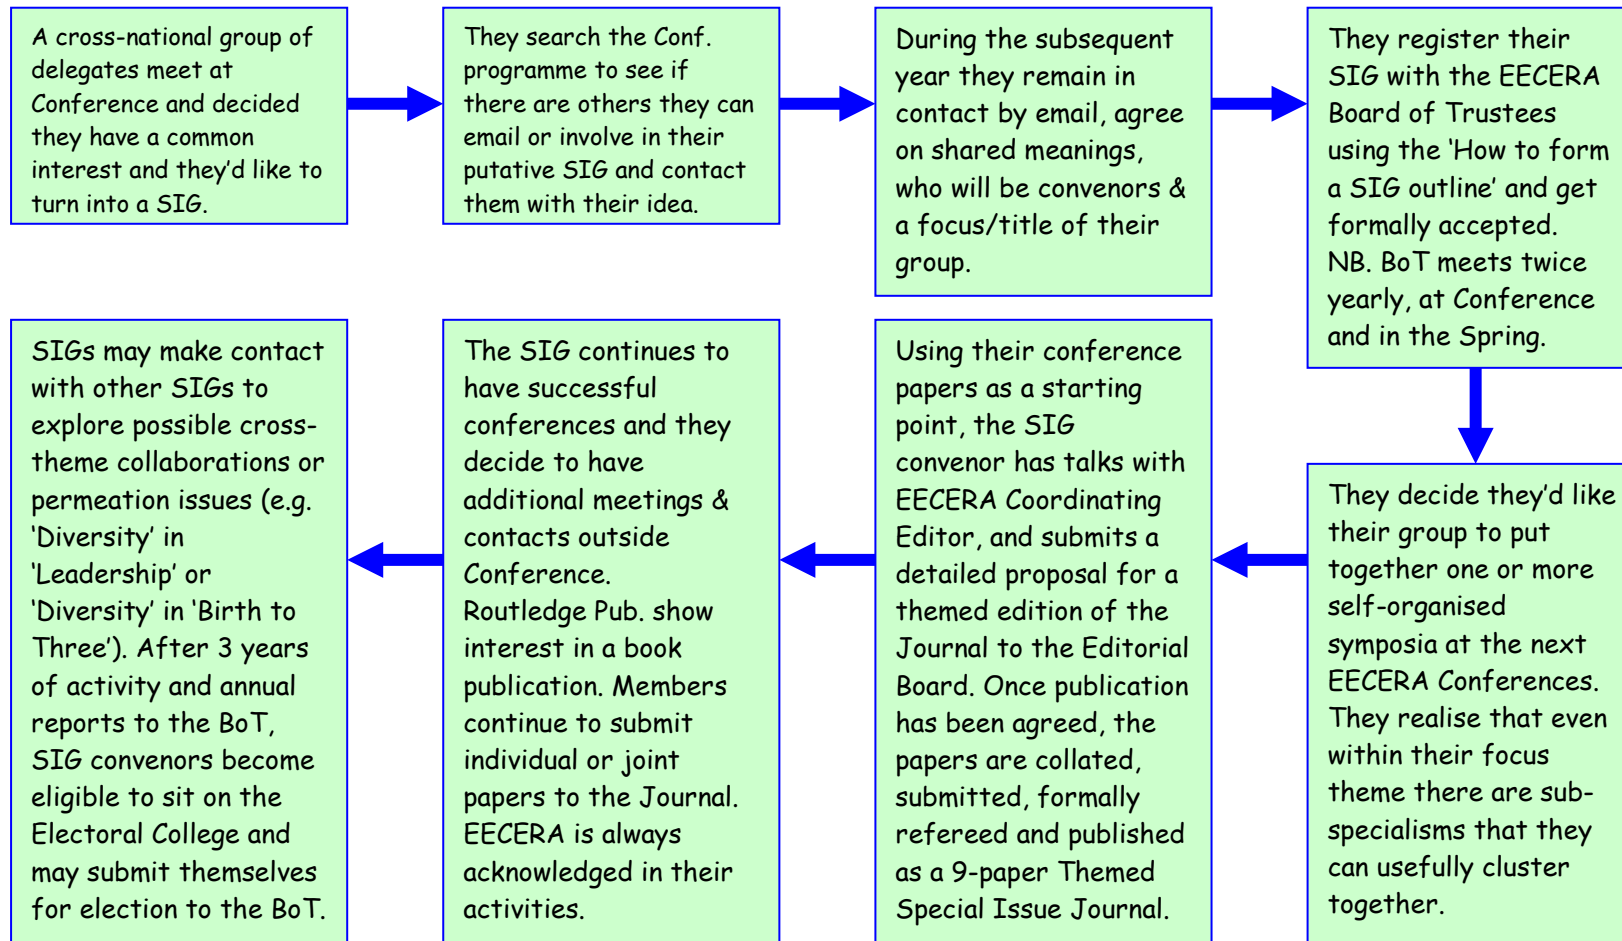 A cross-national group of
delegates meet at
Conference and decided
they have a common
interest and they'd like to
turn into a SIG.
They search the Conf.
programme to see if
there are others they can
email or involve in their
putative SIG and contact
them with their idea.
During the subsequent
year they remain in
contact by email, agree
on shared meanings,
who will be convenors &
a focus/title of their
group.
They register their
SIG with the EECERA
Board of Trustees
using the ‘How to form
a SIG outline’ and get
formally accepted.
NB. BoT meets twice
yearly, at Conference
and in the Spring.
They decide they'd like
their group to put
together one or more
self-organised
symposia at the next
EECERA Conferences.
They realise that even
within their focus
theme there are sub-
specialisms that they
can usefully cluster
together.
Using their conference
papers as a starting
point, the SIG
convenor has talks with
EECERA Coordinating
Editor, and submits a
detailed proposal for a
themed edition of the
Journal to the Editorial
Board. Once publication
has been agreed, the
papers are collated,
submitted, formally
refereed and published
as a 9-paper Themed
Special Issue Journal.
The SIG continues to
have successful
conferences and they
decide to have
additional meetings &
contacts outside
Conference.
Routledge Pub. show
interest in a book
publication. Members
continue to submit
individual or joint
papers to the Journal.
EECERA is always
acknowledged in their
activities.
SIGs may make contact
with other SIGs to
explore possible cross-
theme collaborations or
permeation issues (e.g.
‘Diversity’ in
‘Leadership’ or
‘Diversity’ in ‘Birth to
Three’). After 3 years
of activity and annual
reports to the BoT,
SIG convenors become
eligible to sit on the
Electoral College and
may submit themselves
for election to the BoT.